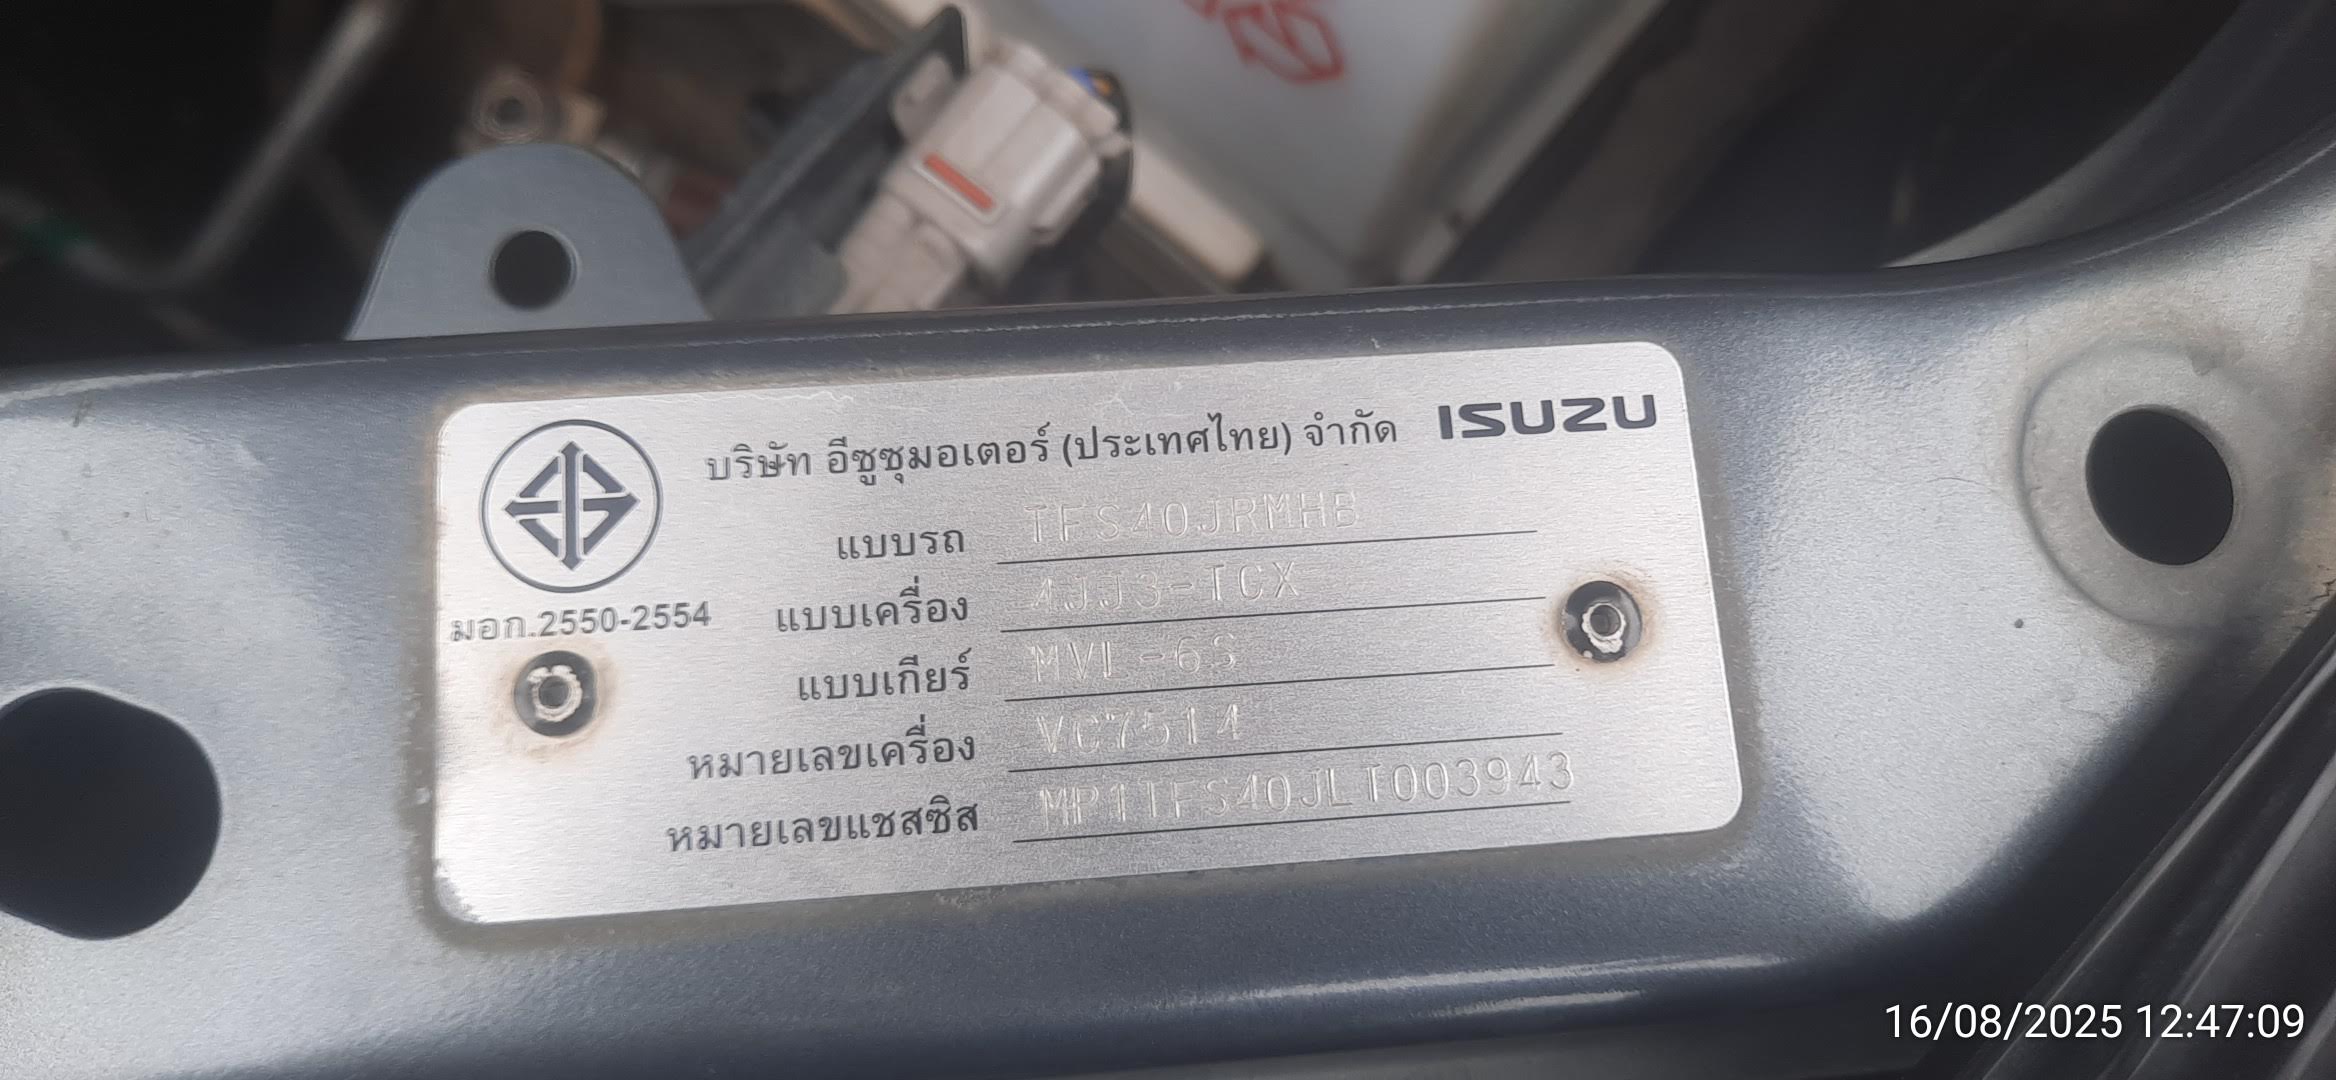 บริษัท อีซูซุมอเตอร์ (ประเทศไทย) จำกัด ISUZU
แบบรถ TFS40JRMHB
มอก.2550-2554
แบบเครื่อง 4JJ3-TCX
แบบเกียร์ MVL-6S
หมายเลขเครื่อง VC7514
หมายเลขแชสซิส MP1TFS40JLT003943
16/08/2025 12:47:09